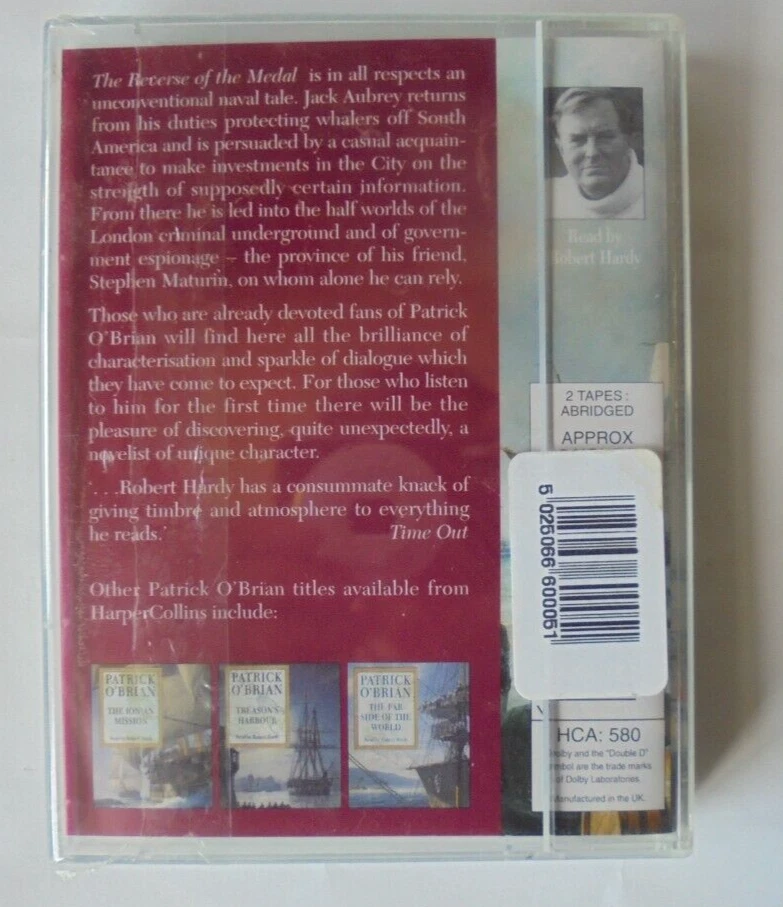 The Reverse of the Medal is in all respects an
unconventional naval tale. Jack Aubrey returns
from his duties protecting whalers off South
America and is persuaded by a casual acquain-
tance to make investments in the City on the
strength of supposedly certain information.
From there he is led into the half worlds of the
London criminal underground and of govern-
ment espionage – the province of his friend,
Stephen Maturin, on whom alone he can rely.
Those who are already devoted fans of Patrick
O'Brian will find here all the brilliance of
characterisation and sparkle of dialogue which
they have come to expect. For those who listen
to him for the first time there will be the
pleasure of discovering, quite unexpectedly, a
novelist of unique character.
'. . .Robert Hardy has a consummate knack of
giving timbre and atmosphere to everything
he reads.' Time Out
Other Patrick O'Brian titles available from
HarperCollins include:
PATRICK
O'BRIAN
THE IONIAN
MISSION
PATRICK
O'BRIAN
TREASON'S
HARBOUR
PATRICK
O'BRIAN
THE FAR
SIDE OF THE
WORLD
Read by
Robert Hardy
2 TAPES :
ABRIDGED
APPROX
5 025066 600051
HCA: 580
and the "Double D"
are the trade marks
of Dolby Laboratories
Manufactured in the UK.